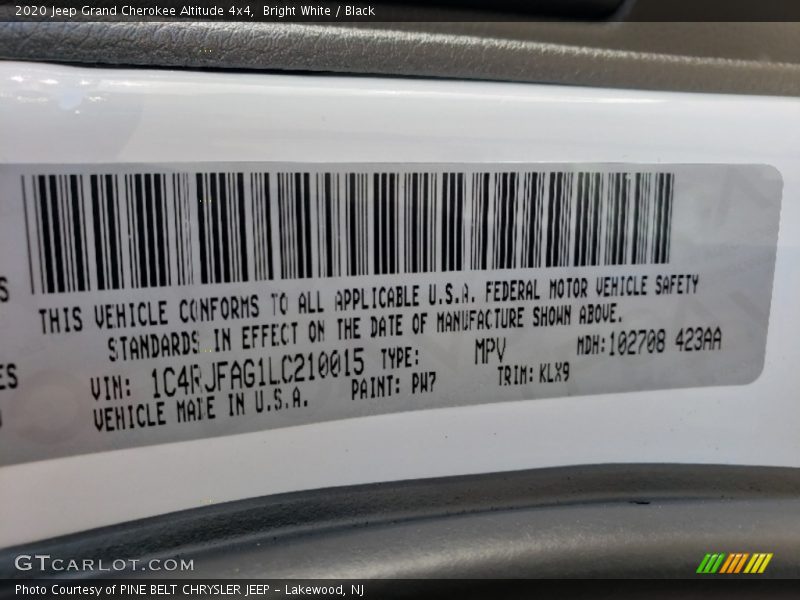 2020 Jeep Grand Cherokee Altitude 4x4,  Bright White / Black
THIS VEHICLE CONFORMS TO ALL APPLICABLE U.S.A. FEDERAL MOTOR VEHICLE SAFETY
STANDARDS IN EFFECT ON THE DATE OF MANUFACTURE SHOWN ABOVE.
VIN: 1C4RJFAG1LC210015 TYPE: MPV MDH:102708 423AA
VEHICLE MADE IN U.S.A. PAINT: PW7 TRIM: KLX9
GTCARLOT.COM
Photo Courtesy of PINE BELT CHRYSLER JEEP - Lakewood, NJ